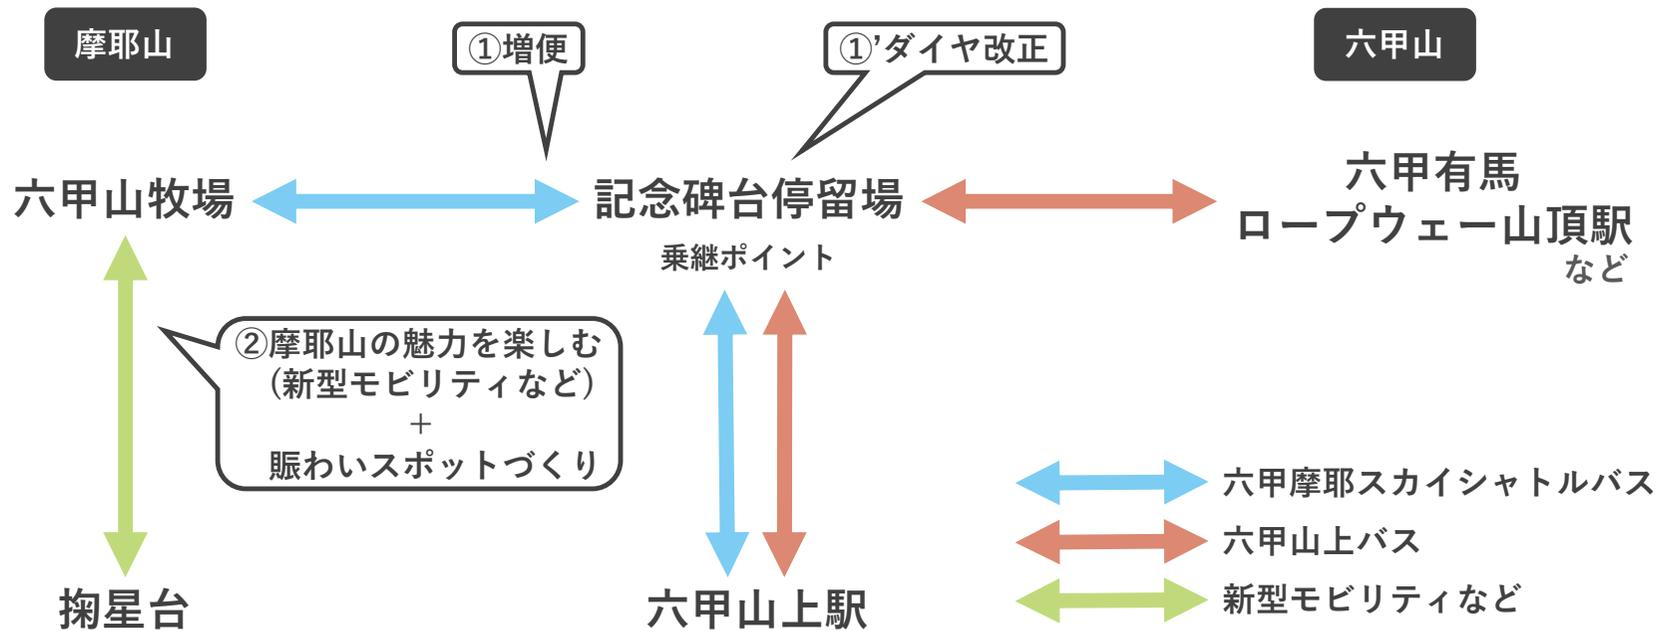 摩耶山
①増便
①’ダイヤ改正
六甲山
六甲山牧場
記念碑台停留場
乗継ポイント
六甲有馬
ロープウェー山頂駅
など
②摩耶山の魅力を楽しむ
(新型モビリティなど)
＋
賑わいスポットづくり
掬星台
六甲山上駅
六甲摩耶スカイシャトルバス
六甲山上バス
新型モビリティなど